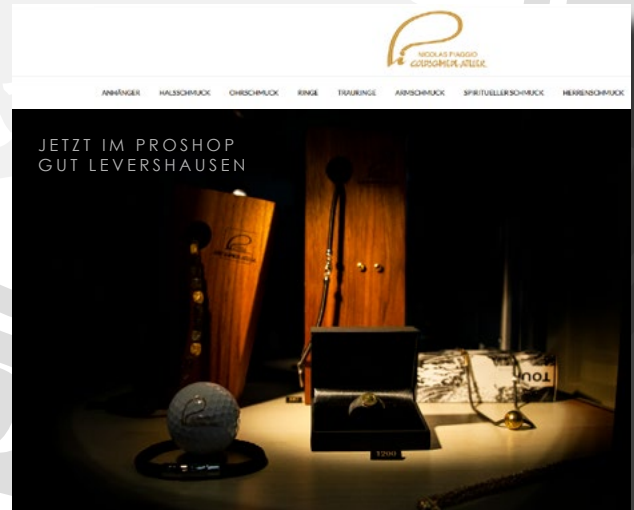 NICOLAS PIAGGIO
GOLDSCHMIEDE ATELIER
ANHÄNGER HALSSCHMUCK OHRSCHMUCK RINGE TRAURINGE ARMSCHMUCK SPIRITUELLER SCHMUCK HERRENSCHMUCK
JETZT IM PROSHOP
GUT LEVERSHAUSEN
TOUR
1200